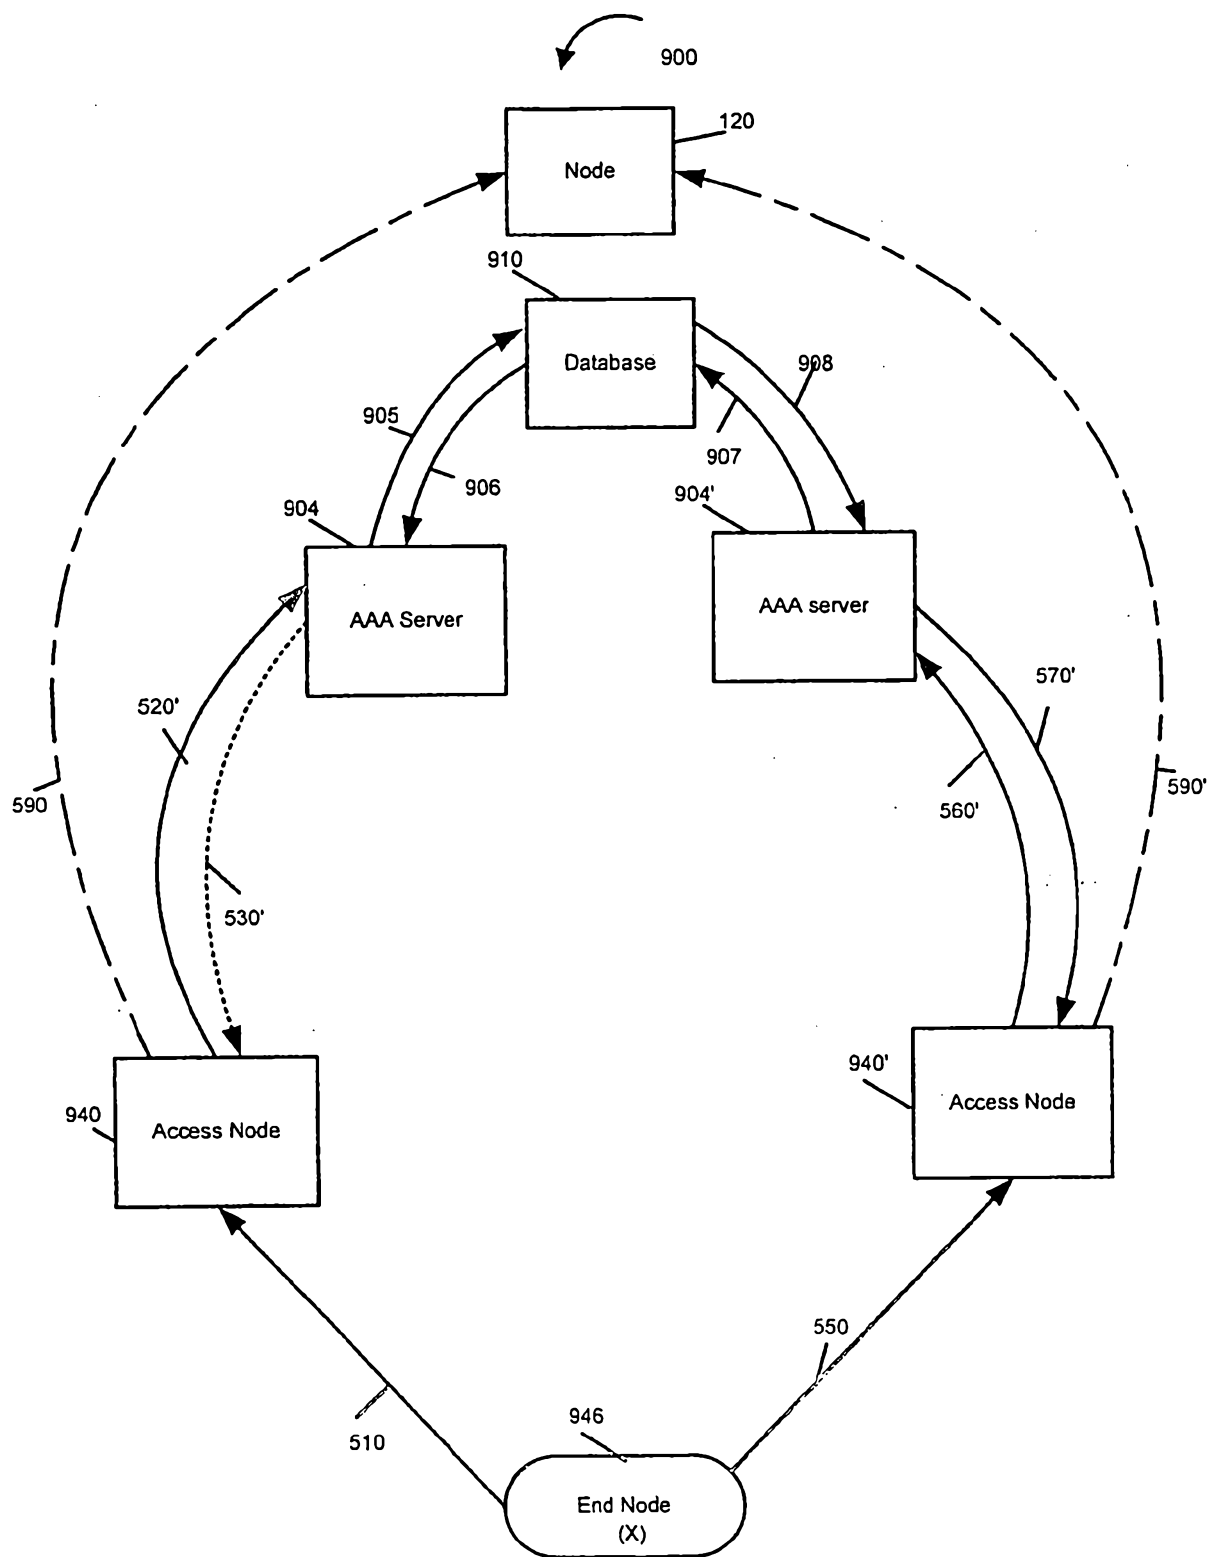 900
120
Node
910
Database
908
905
907
906
904'
904
AAA Server
AAA server
570'
520'
590'
590
560'
530'
940'
940
Access Node
Access Node
550
946
510
End Node
(X)